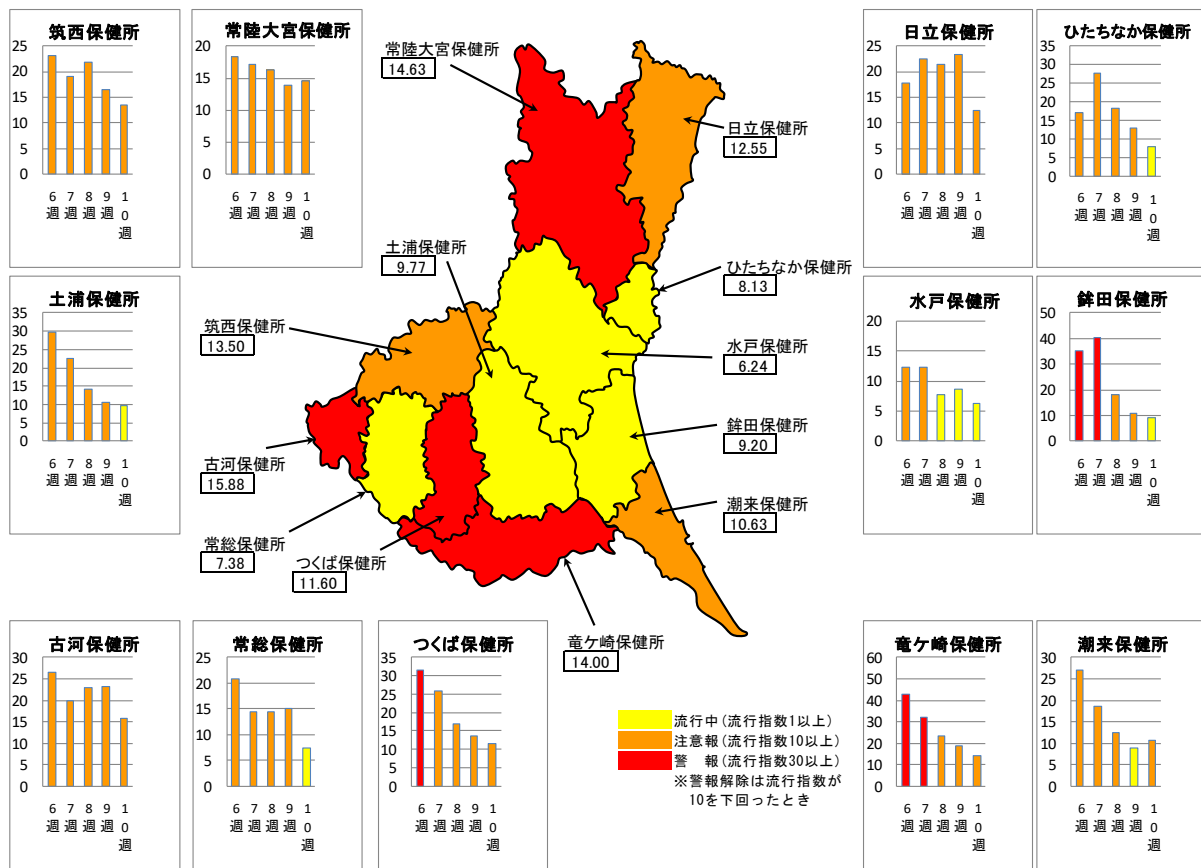 筑西保健所
25
20
15
10
5
0
6週
7週
8週
9週
10週
常陸大宮保健所
20
15
10
5
0
6週
7週
8週
9週
10週
日立保健所
25
20
15
10
5
0
6週
7週
8週
9週
10週
ひたちなか保健所
35
30
25
20
15
10
5
0
6週
7週
8週
9週
10週
常陸大宮保健所
14.63
日立保健所
12.55
土浦保健所
9.77
ひたちなか保健所
8.13
筑西保健所
13.50
水戸保健所
6.24
鉾田保健所
9.20
古河保健所
15.88
潮来保健所
10.63
常総保健所
7.38
つくば保健所
11.60
竜ケ崎保健所
14.00
土浦保健所
35
30
25
20
15
10
5
0
6週
7週
8週
9週
10週
水戸保健所
20
15
10
5
0
6週
7週
8週
9週
10週
鉾田保健所
50
40
30
20
10
0
6週
7週
8週
9週
10週
古河保健所
30
25
20
15
10
5
0
6週
7週
8週
9週
10週
常総保健所
25
20
15
10
5
0
6週
7週
8週
9週
10週
つくば保健所
35
30
25
20
15
10
5
0
6週
7週
8週
9週
10週
流行中(流行指数1以上)
注意報(流行指数10以上)
警 報(流行指数30以上)
※警報解除は流行指数が
10を下回ったとき
竜ケ崎保健所
60
50
40
30
20
10
0
6週
7週
8週
9週
10週
潮来保健所
30
25
20
15
10
5
0
6週
7週
8週
9週
10週